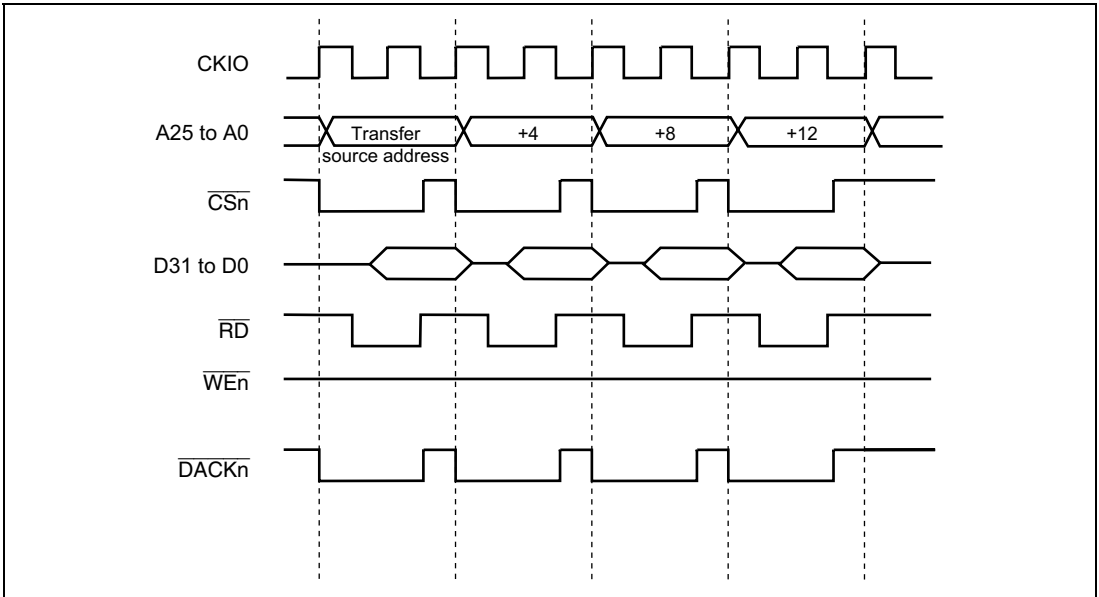 CKIO
A25 to A0
Transfer
source address
+4
+8
+12
CSn
D31 to D0
RD
WEn
DACKn